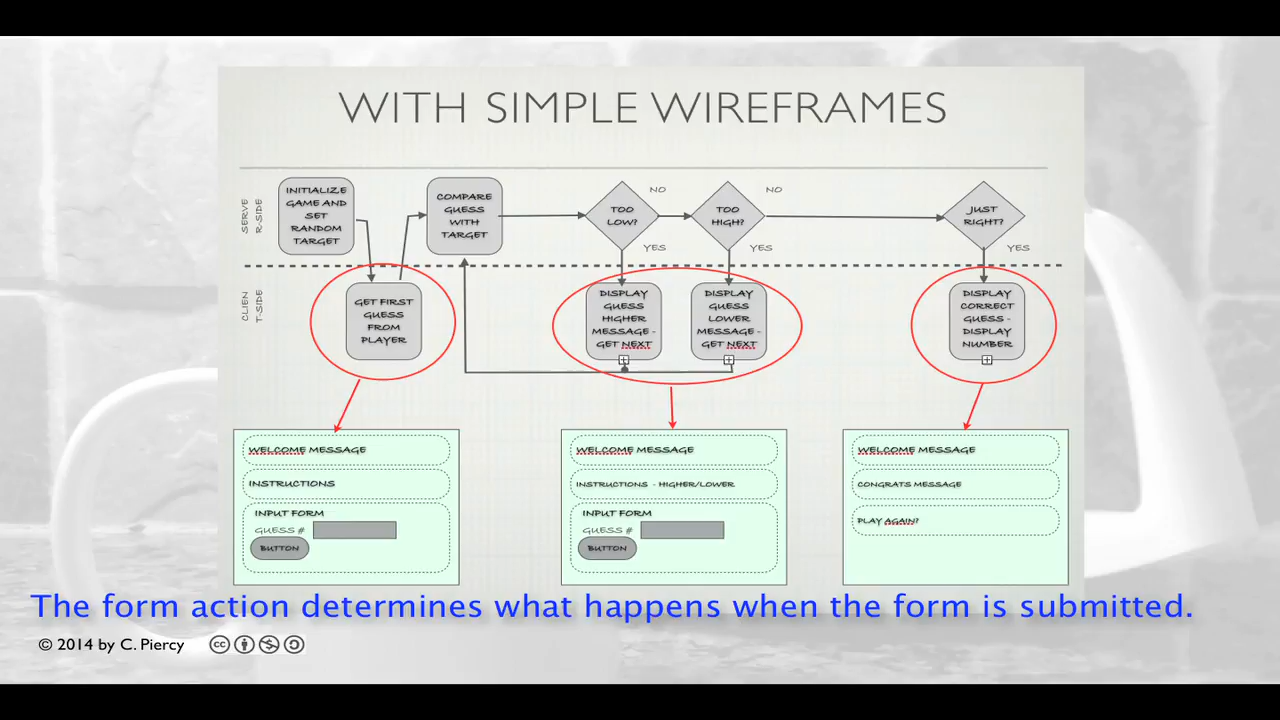 WITH SIMPLE WIREFRAMES
SERVE
R-SIDE
INITIALIZE
GAME AND
SET
RANDOM
TARGET
COMPARE
GUESS
WITH
TARGET
TOO
LOW?
NO
YES
TOO
HIGH?
NO
YES
JUST
RIGHT?
YES
CLIEN
T-SIDE
GET FIRST
GUESS
FROM
PLAYER
DISPLAY
GUESS
HIGHER
MESSAGE -
GET NEXT
DISPLAY
GUESS
LOWER
MESSAGE -
GET NEXT
DISPLAY
CORRECT
GUESS -
DISPLAY
NUMBER
WELCOME MESSAGE
INSTRUCTIONS
INPUT FORM
GUESS #
BUTTON
WELCOME MESSAGE
INSTRUCTIONS - HIGHER/LOWER
INPUT FORM
GUESS #
BUTTON
WELCOME MESSAGE
CONGRATS MESSAGE
PLAY AGAIN?
The form action determines what happens when the form is submitted.
© 2014 by C. Piercy